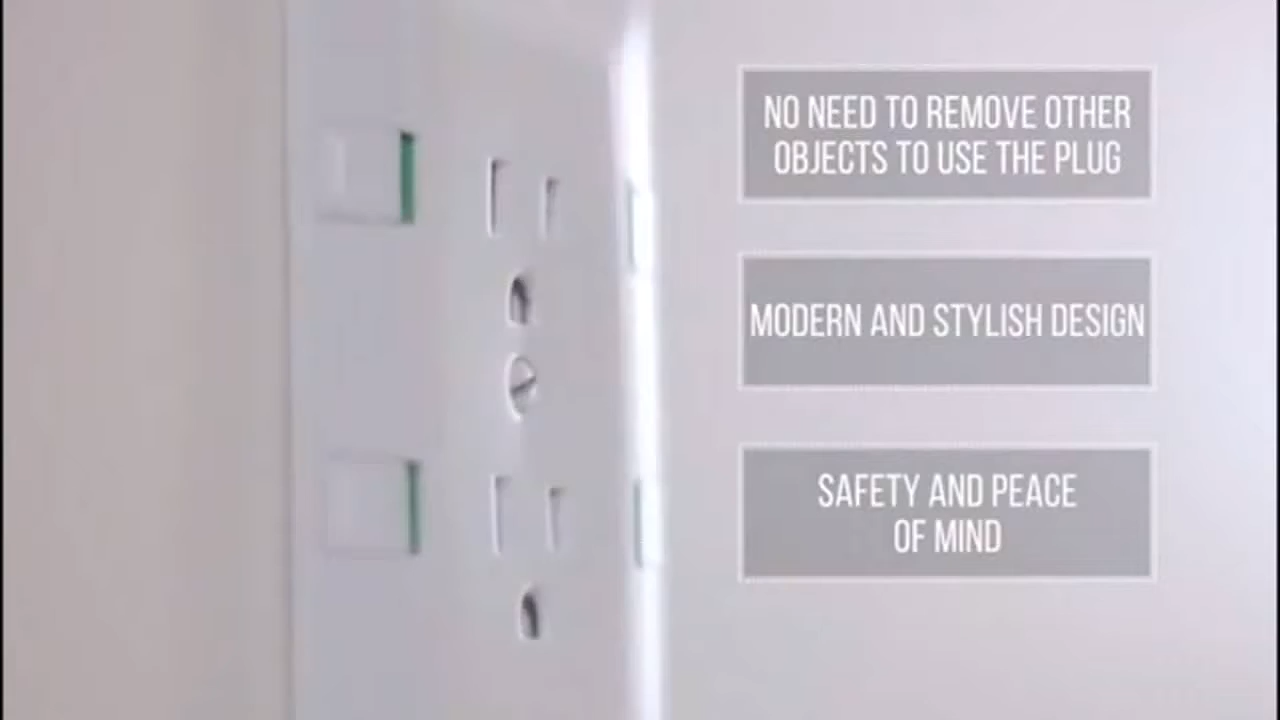 NO NEED TO REMOVE OTHER
OBJECTS TO USE THE PLUG
MODERN AND STYLISH DESIGN
SAFETY AND PEACE
OF MIND